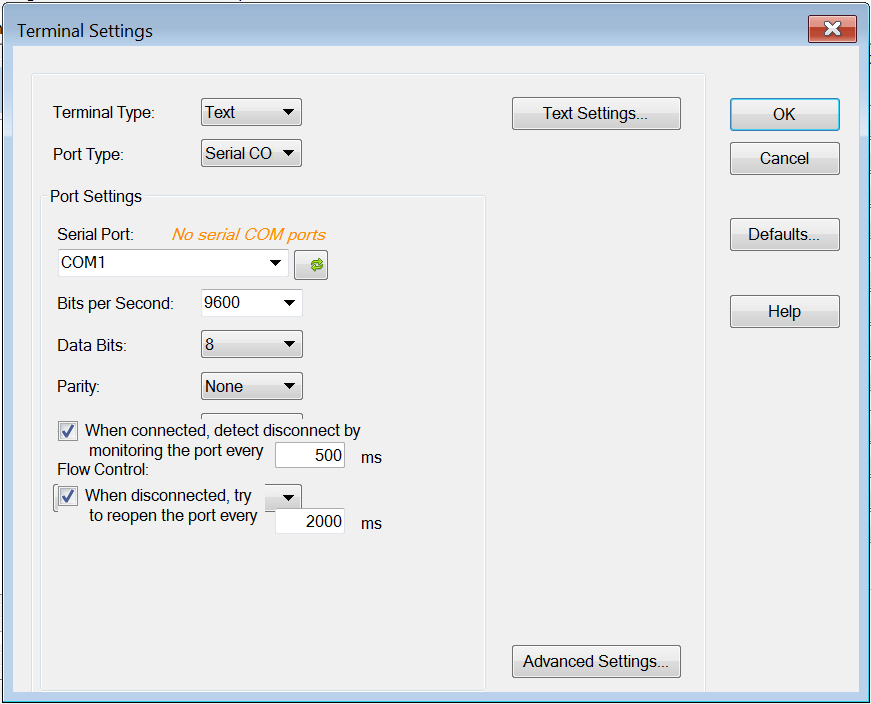 Terminal Settings
Terminal Type:
Text
Text Settings...
OK
Port Type:
Serial CO
Cancel
Port Settings
Serial Port:
No serial COM ports
COM1
Defaults...
Bits per Second:
9600
Help
Data Bits:
8
Parity:
None
When connected, detect disconnect by
monitoring the port every
500
ms
Flow Control:
When disconnected, try
to reopen the port every
2000
ms
Advanced Settings...